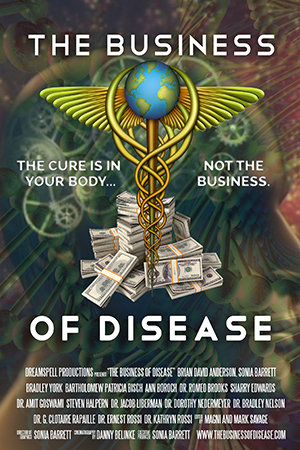 THE BUSINESS
THE CURE IS IN
YOUR BODY...
NOT THE
BUSINESS.
OF DISEASE
DREAMSPELL PRODUCTIONS PRESENTS "THE BUSINESS OF DISEASE" BRIAN DAVID ANDERSON, SONIA BARRETT
BRADLEY YORK BARTHOLOMEW PATRICIA BISCH ANN BOROCH DR. ROMEO BROOKS SHARRY EDWARDS
DR. AMIT GOSWAMI STEVEN HALPERN DR. JACOB LIBERMAN DR. DOROTHY NEDERMEYER DR. BRADLEY NELSON
DR. G. CLOTAIRE RAPAILLE DR. ERNEST ROSSI DR. KATHRYN ROSSI MAGNI AND MARK SAVAGE
SONIA BARRETT CINEMATOGRAPHY BY DANNY BELINKE SONIA BARRETT WWW.THEBUSINESSOFDISEASE.COM